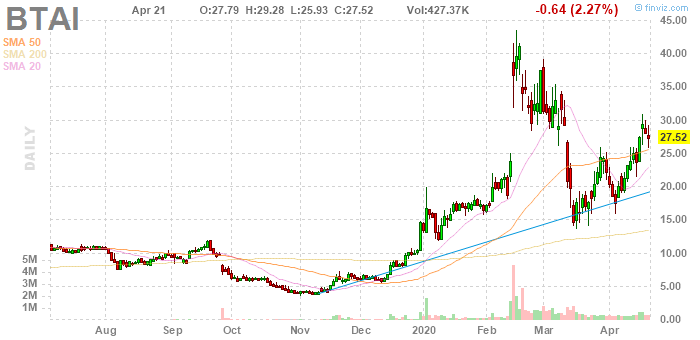 BTAI
Apr 21 O:27.79 H:29.28 L:25.93 C:27.52 Vol:427.37K -0.64 (2.27%) © finviz.com
SMA 50
SMA 200
SMA 20
DAILY
45.00
40.00
35.00
30.00
27.52
25.00
20.00
15.00
10.00
5.00
0.00
5M
4M
3M
2M
1M
Aug Sep Oct Nov Dec 2020 Feb Mar Apr